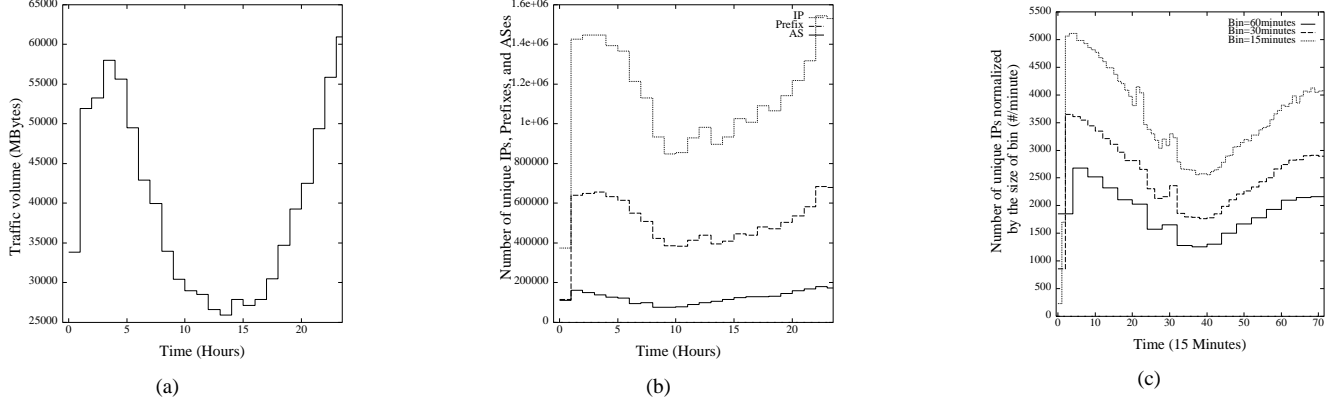 65000
60000
55000
50000
45000
40000
35000
30000
25000
Traffic volume (MBytes)
0 5 10 15 20
Time (Hours)
(a)
1.6e+06
1.4e+06
1.2e+06
1e+06
800000
600000
400000
200000
0
Number of unique IPs, Prefixes, and ASes
IP
Prefix
AS
0 5 10 15 20
Time (Hours)
(b)
5500
5000
4500
4000
3500
3000
2500
2000
1500
1000
500
0
Number of unique IPs normalized
by the size of bin (#/minute)
Bin=60minutes
Bin=30minutes
Bin=15minutes
0 10 20 30 40 50 60 70
Time (15 Minutes)
(c)